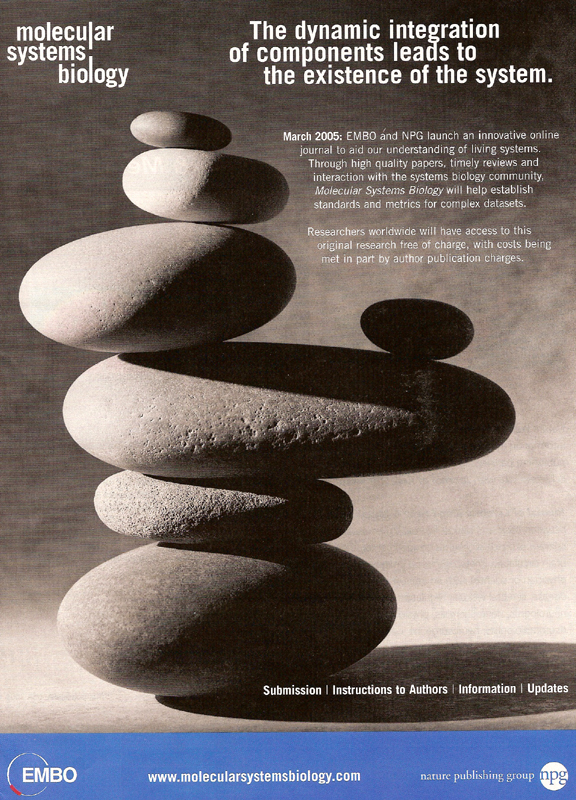 molecular
systems
biology
The dynamic integration
of components leads to
the existence of the system.
March 2005: EMBO and NPG launch an innovative online
journal to aid our understanding of living systems.
Through high quality papers, timely reviews and
interaction with the systems biology community,
Molecular Systems Biology will help establish
standards and metrics for complex datasets.
Researchers worldwide will have access to this
original research free of charge, with costs being
met in part by author publication charges.
Submission | Instructions to Authors | Information | Updates
EMBO
www.molecularsystemsbiology.com
nature publishing group npg